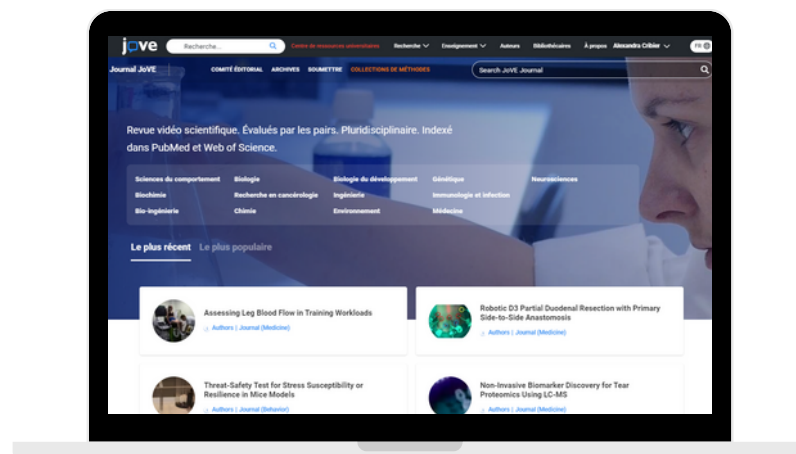 jove
Recherche...
Centre de ressources universitaires
Recherche
Enseignement
Auteurs
Bibliothécaires
À propos
Alexandra Cribier
FR
Journal JoVE
COMITÉ ÉDITORIAL
ARCHIVES
SOUMETTRE
COLLECTIONS DE MÉTHODES
Search JoVE Journal
Revue vidéo scientifique. Évalués par les pairs. Pluridisciplinaire. Indexé
dans PubMed et Web of Science.
Sciences du comportement
Biologie
Biologie du développement
Génétique
Neurosciences
Biochimie
Recherche en cancérologie
Ingénierie
Immunologie et infection
Bio-ingénierie
Chimie
Environnement
Médecine
Le plus récent
Le plus populaire
Assessing Leg Blood Flow in Training Workloads
Authors | Journal (Medicine)
Robotic D3 Partial Duodenal Resection with Primary
Side-to-Side Anastomosis
Authors | Journal (Medicine)
Threat-Safety Test for Stress Susceptibility or
Resilience in Mice Models
Authors | Journal (Behavior)
Non-Invasive Biomarker Discovery for Tear
Proteomics Using LC-MS
Authors | Journal (Medicine)